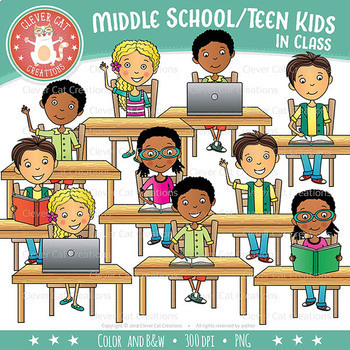 CLEVER CAT
CREATIONS
MIDDLE SCHOOL/TEEN KIDS
IN CLASS
COLOR AND B&W • 300 DPI • PNG